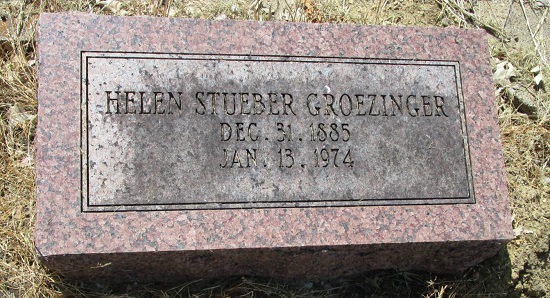 HELEN STUEBER GROEZINGER
DEC. 31. 1885
JAN. 13. 1974